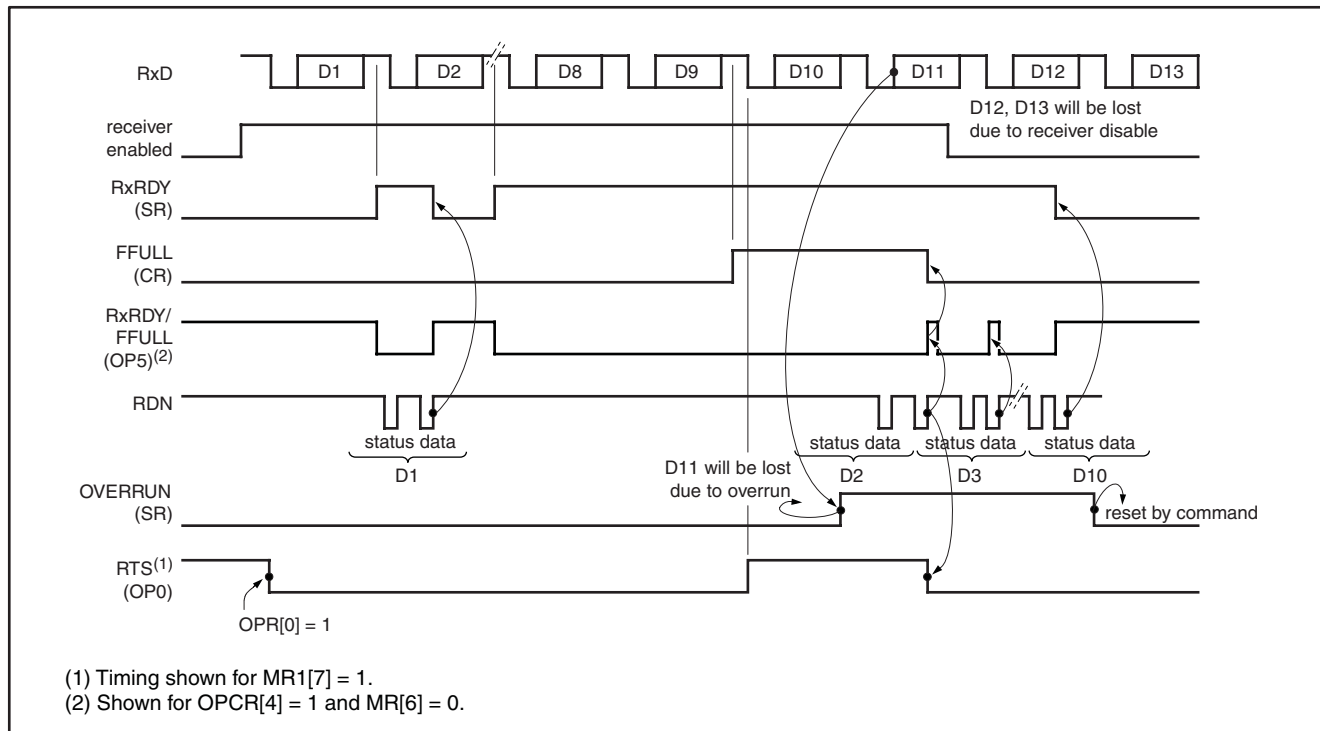 RxD
D1
D2
D8
D9
D10
D11
D12
D13
D12, D13 will be lost
due to receiver disable
receiver
enabled
RxRDY
(SR)
FFULL
(CR)
RxRDY/
FFULL
(OP5)(2)
RDN
status data
D1
status data
D2
status data
D3
status data
D10
D11 will be lost
due to overrun
OVERRUN
(SR)
reset by command
RTS(1)
(OP0)
OPR[0] = 1
(1) Timing shown for MR1[7] = 1.
(2) Shown for OPCR[4] = 1 and MR[6] = 0.